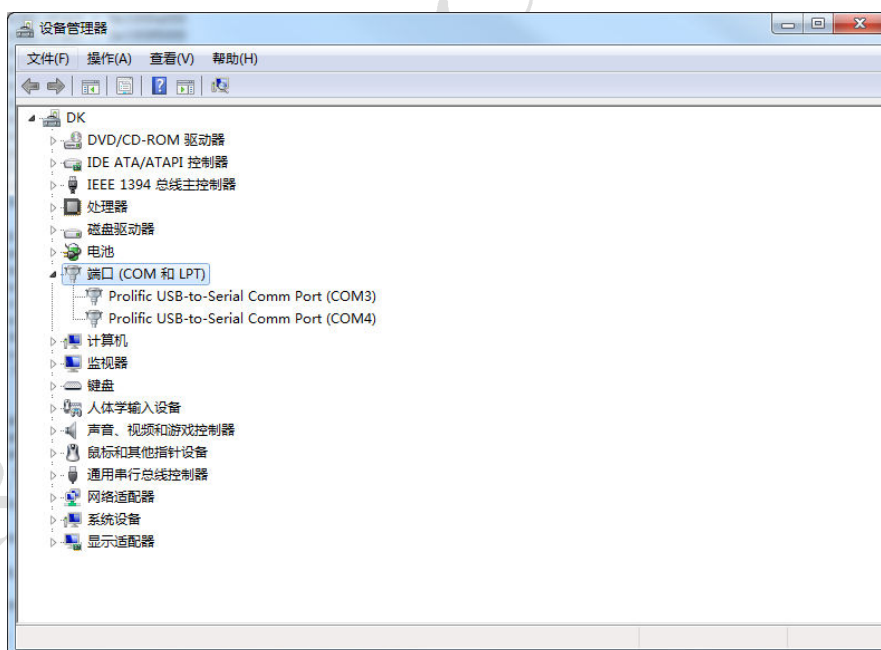 设备管理器
文件(F) 操作(A) 查看(V) 帮助(H)
DK
DVD/CD-ROM 驱动器
IDE ATA/ATAPI 控制器
IEEE 1394 总线主控制器
处理器
磁盘驱动器
电池
端口 (COM 和 LPT)
Prolific USB-to-Serial Comm Port (COM3)
Prolific USB-to-Serial Comm Port (COM4)
计算机
监视器
键盘
人体学输入设备
声音、视频和游戏控制器
鼠标和其他指针设备
通用串行总线控制器
网络适配器
系统设备
显示适配器